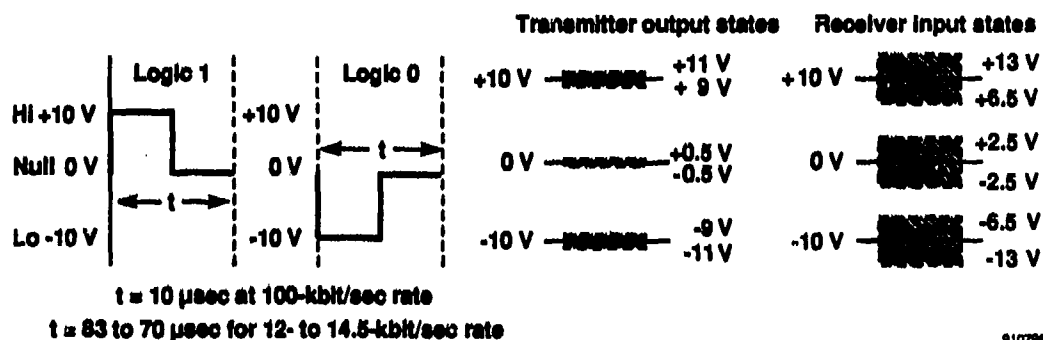 Transmitter output states
Receiver input states
Logic 1
Logic 0
Hi +10 V
Null 0 V
Lo -10 V
t
+10 V
0 V
-10 V
t
+10 V
+11 V
+ 9 V
0 V
+0.5 V
-0.5 V
-10 V
-9 V
-11 V
+10 V
+13 V
+6.5 V
0 V
+2.5 V
-2.5 V
-10 V
-6.5 V
-13 V
t = 10 µsec at 100-kbit/sec rate
t = 83 to 70 µsec for 12- to 14.5-kbit/sec rate